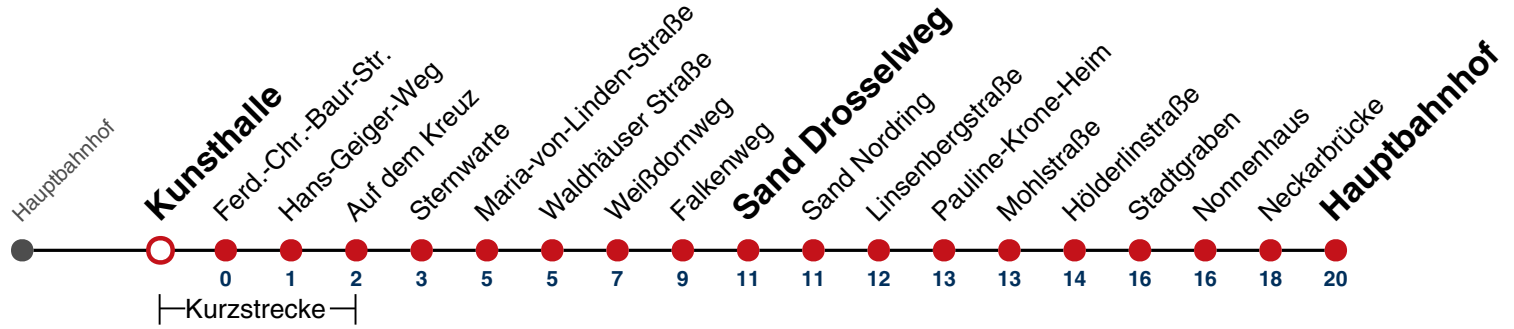 Hauptbahnhof
Kunsthalle
Ferd.-Chr.-Baur-Str.
Hans-Geiger-Weg
Auf dem Kreuz
Sternwarte
Maria-von-Linden-Straße
Waldhäuser Straße
Weißdornweg
Falkenweg
Sand Drosselweg
Sand Nordring
Linsenbergstraße
Pauline-Krone-Heim
Mohlstraße
Hölderlinstraße
Stadtgraben
Nonnenhaus
Neckarbrücke
Hauptbahnhof
0 1 2 3 5 5 7 9 11 11 12 13 13 14 16 16 18 20
Kurzstrecke